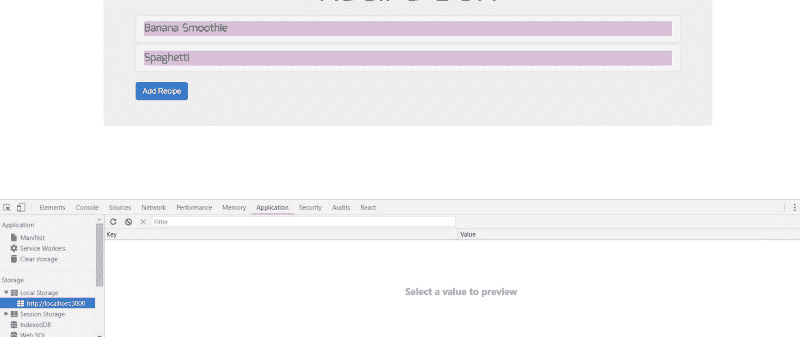 Banana Smoothie
Spaghetti
Add Recipe
Elements Console Sources Network Performance Memory Application Security Audits React
Application
Manifest
Service Workers
Clear storage
Storage
Local Storage
http://localhost:3000
Session Storage
IndexedDB
Web SQL
Filter
Key Value
Select a value to preview